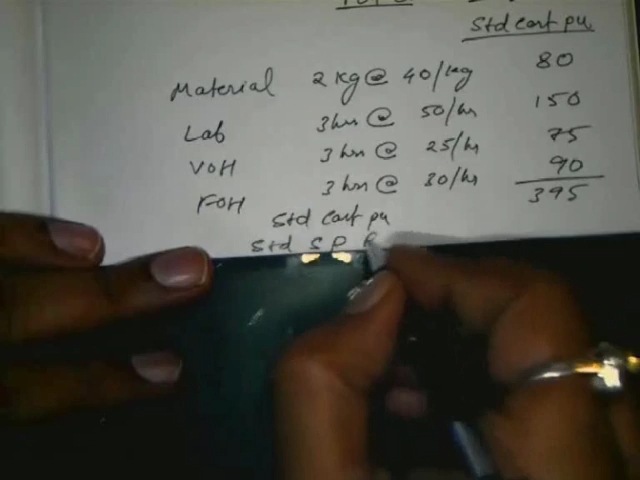 Std Cost pu
Material 2 kg @ 40/kg 80
Lab 3 hrs @ 50/hr 150
VOH 3 hrs @ 25/hr 75
FOH 3 hrs @ 30/hr 90
395
Std Cost pu
Std S P